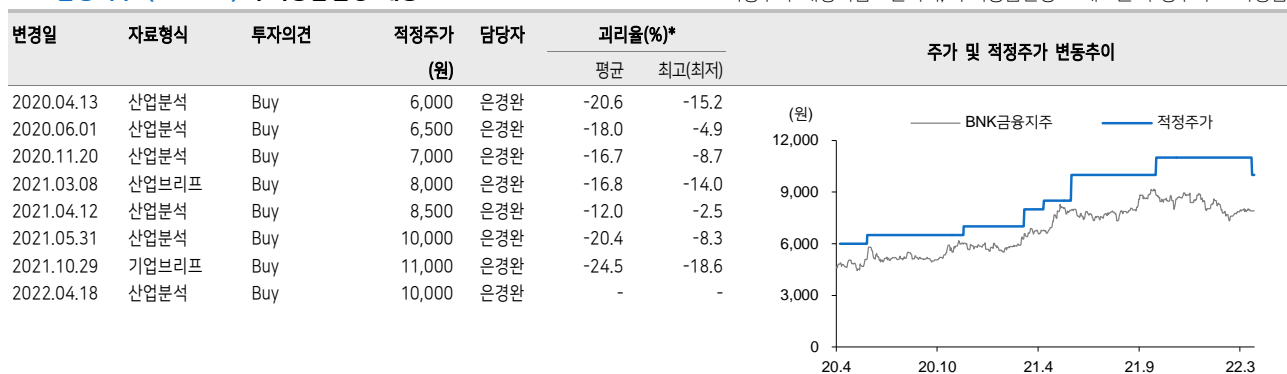 변경일 자료형식 투자의견 적정주가 담당자 괴리율(%)* 주가 및 적정주가 변동추이
(원) 평균 최고(최저)
2020.04.13 산업분석 Buy 6,000 은경완 -20.6 -15.2
2020.06.01 산업분석 Buy 6,500 은경완 -18.0 -4.9
2020.11.20 산업분석 Buy 7,000 은경완 -16.7 -8.7
2021.03.08 산업브리프 Buy 8,000 은경완 -16.8 -14.0
2021.04.12 산업분석 Buy 8,500 은경완 -12.0 -2.5
2021.05.31 산업분석 Buy 10,000 은경완 -20.4 -8.3
2021.10.29 기업브리프 Buy 11,000 은경완 -24.5 -18.6
2022.04.18 산업분석 Buy 10,000 은경완 - -
(원)
BNK금융지주 적정주가
12,000
9,000
6,000
3,000
0
20.4 20.10 21.4 21.9 22.3